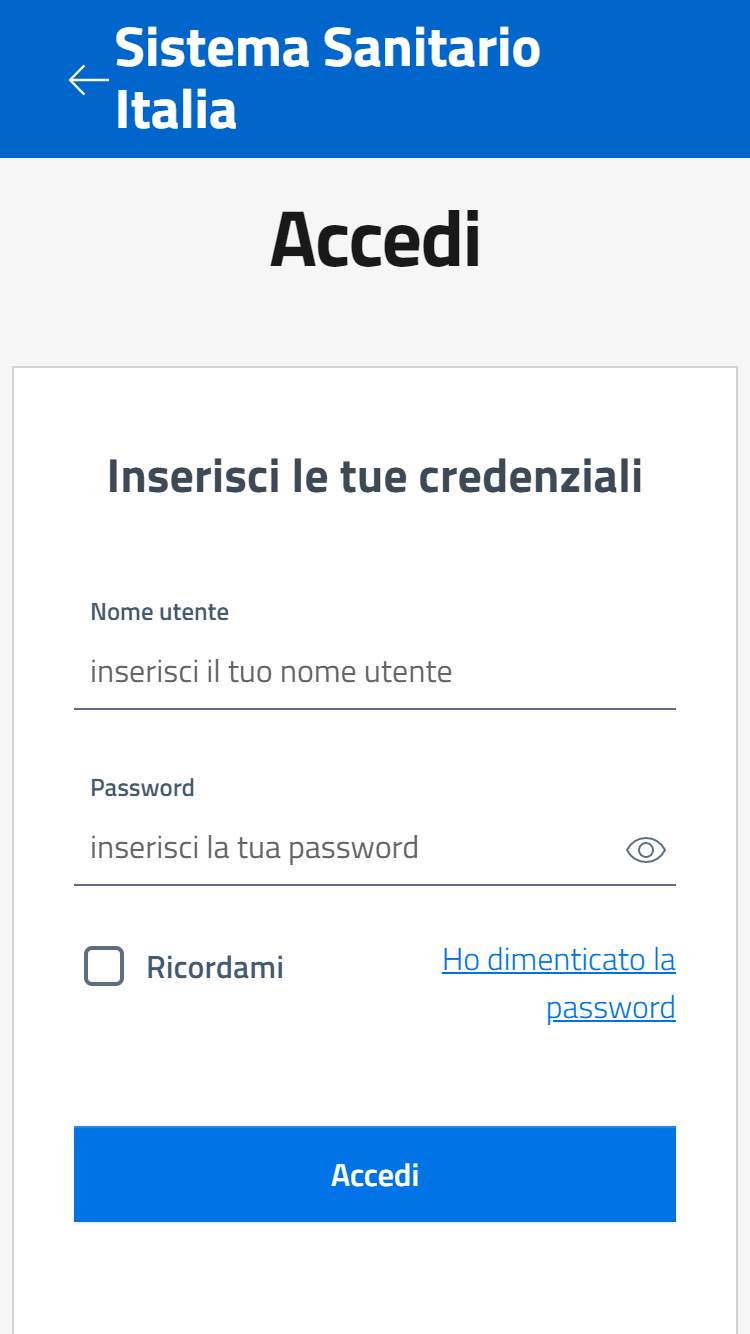 Sistema Sanitario
Italia
Accedi
Inserisci le tue credenziali
Nome utente
inserisci il tuo nome utente
Password
inserisci la tua password
Ricordami
Ho dimenticato la
password
Accedi